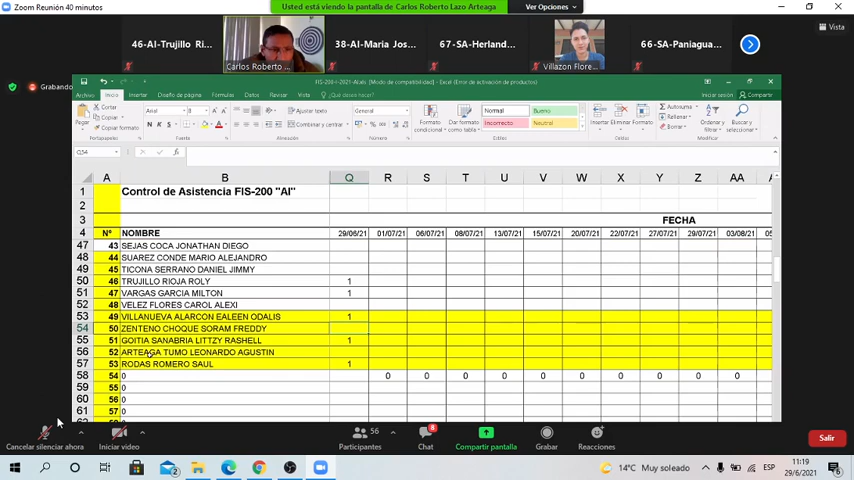 Zoom Reunión 40 minutos
Usted está viendo la pantalla de Carlos Roberto Lazo Arteaga
Ver Opciones
Vista
46-AI-Trujillo Ri...
Carlos Roberto ...
38-AI-Maria Jos...
67-SA-Herland...
Villazon Flore...
66-SA-Paniagua...
Grabando
FIS-200-I-2021-Ataefs [Modo de compatibilidad] - Excel (Error de activación de productos)
Archivo Inicio Insertar Fórmulas Datos Revisar Vista ¿Qué desea hacer? Iniciar sesión Compartir
Pegar
Cortar
Copiar
Copiar formato
Arial
N K S
Ajustar texto
Combinar y centrar
General
Formato condicional
Dar formato como tabla
Normal Bueno
Incorrecto Neutral
Insertar Eliminar Formato
Autosuma
Rellenar
Borrar
Ordenar y filtrar
Buscar y seleccionar
Portapapeles Fuente Alineación Número Estilos Celdas
Q54
fx
A B Q R S T U V W X Y Z AA
1 Control de Asistencia FIS-200 "AI"
2
3 FECHA
4 Nº NOMBRE 29/06/21 01/07/21 06/07/21 08/07/21 13/07/21 15/07/21 20/07/21 22/07/21 27/07/21 29/07/21 03/08/21 05
47 43 SEJAS COCA JONATHAN DIEGO
48 44 SUAREZ CONDE MARIO ALEJANDRO
49 45 TICONA SERRANO DANIEL JIMMY
50 46 TRUJILLO RIOJA ROLY 1
51 47 VARGAS GARCIA MILTON 1
52 48 VELEZ FLORES CAROL ALEXI
53 49 VILLANUEVA ALARCON EALEEN ODALIS 1
54 50 ZENTENO CHOQUE SORAM FREDDY
55 51 GOITIA SANABRIA LITTZY RASHELL 1
56 52 ARTEAGA TUMO LEONARDO AGUSTIN
57 53 RODAS ROMERO SAUL 1
58 54 0 0 0 0 0 0 0 0 0 0 0
59 55 0
60 56 0
61 57 0
Cancelar silenciar ahora
Iniciar video
56
Participantes
8
Chat
Compartir pantalla
Grabar
Reacciones
Salir
14°C Muy soleado
ESP
11:19
29/6/2021